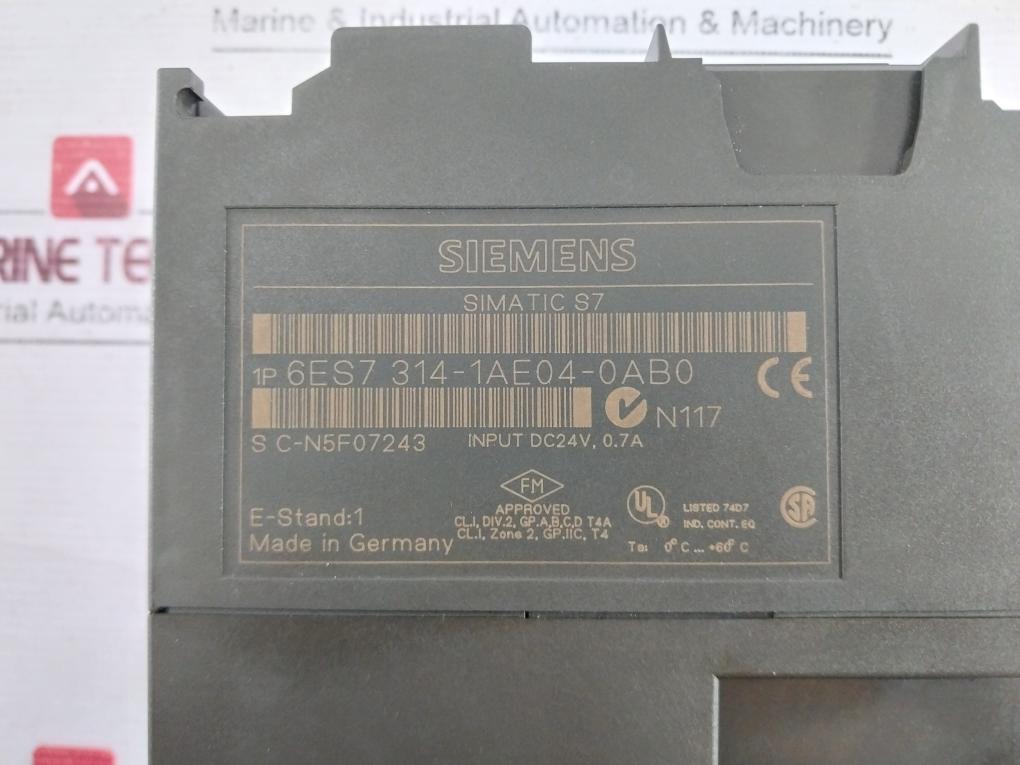 Marine & Industrial Automation & Machinery
RINE TE
rial Automa
SIEMENS
SIMATIC S7
1P 6ES7 314-1AE04-0AB0
CE
N117
S C-N5F07243 INPUT DC24V, 0.7A
FM
APPROVED
CL.I, DIV.2, GP.A,B,C,D T4A
CL.I, Zone 2, GP.IIC, T4
UL ®
LISTED 74D7
IND. CONT. EQ
SA
Ta: 0°C ... +60°C
E-Stand:1
Made in Germany